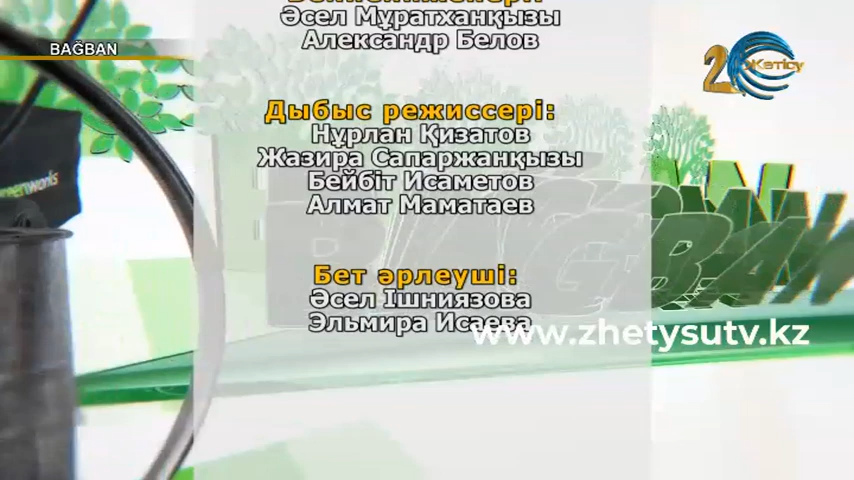 Әсел Мұратханқызы
Александр Белов
BAĞBAN
20
Жетісу
Дыбыс режиссері:
Нұрлан Қизатов
Жазира Сапаржанқызы
Бейбіт Исаметов
Алмат Маматаев
Бет әрлеуші:
Әсел Ішниязова
Эльмира Исаева
www.zhetysutv.kz